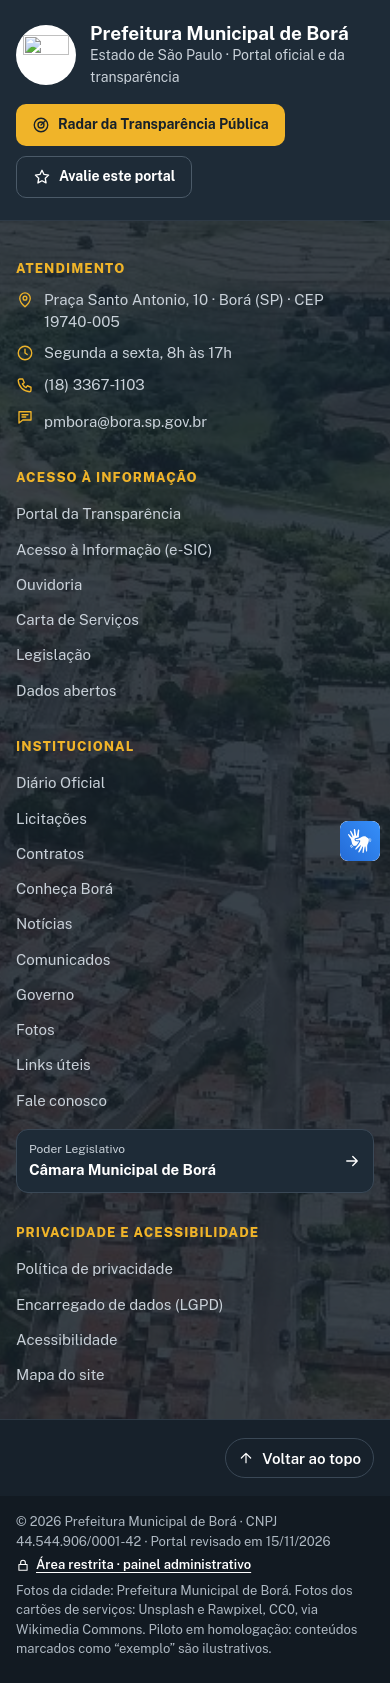 Prefeitura Municipal de Borá
Estado de São Paulo · Portal oficial e da
transparência
Radar da Transparência Pública
Avalie este portal
ATENDIMENTO
Praça Santo Antonio, 10 · Borá (SP) · CEP
19740-005
Segunda a sexta, 8h às 17h
(18) 3367-1103
pmbora@bora.sp.gov.br
ACESSO À INFORMAÇÃO
Portal da Transparência
Acesso à Informação (e-SIC)
Ouvidoria
Carta de Serviços
Legislação
Dados abertos
INSTITUCIONAL
Diário Oficial
Licitações
Contratos
Conheça Borá
Notícias
Comunicados
Governo
Fotos
Links úteis
Fale conosco
Poder Legislativo
Câmara Municipal de Borá
PRIVACIDADE E ACESSIBILIDADE
Política de privacidade
Encarregado de dados (LGPD)
Acessibilidade
Mapa do site
Voltar ao topo
© 2026 Prefeitura Municipal de Borá · CNPJ
44.544.906/0001-42 · Portal revisado em 15/11/2026
Área restrita · painel administrativo
Fotos da cidade: Prefeitura Municipal de Borá. Fotos dos
cartões de serviços: Unsplash e Rawpixel, CC0, via
Wikimedia Commons. Piloto em homologação: conteúdos
marcados como “exemplo” são ilustrativos.